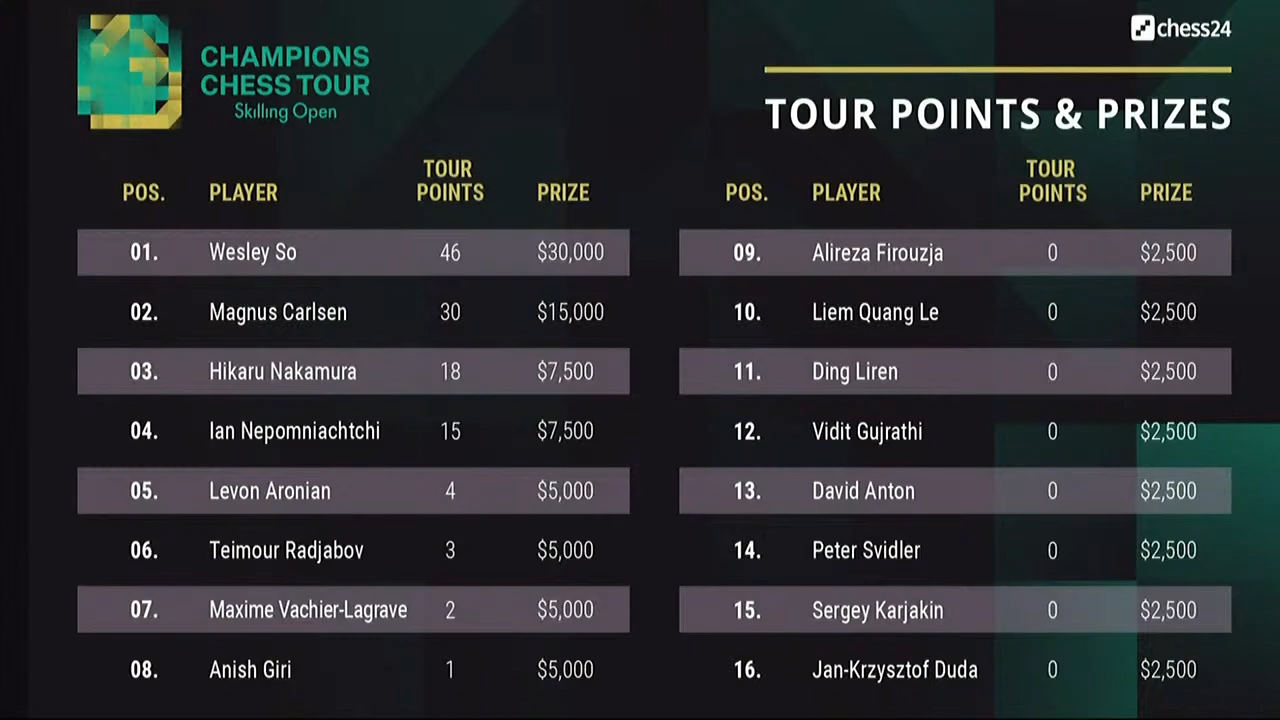 chess24
CHAMPIONS
CHESS TOUR
Skilling Open
TOUR POINTS & PRIZES
POS. PLAYER TOUR POINTS PRIZE
01. Wesley So 46 $30,000
02. Magnus Carlsen 30 $15,000
03. Hikaru Nakamura 18 $7,500
04. Ian Nepomniachtchi 15 $7,500
05. Levon Aronian 4 $5,000
06. Teimour Radjabov 3 $5,000
07. Maxime Vachier-Lagrave 2 $5,000
08. Anish Giri 1 $5,000
POS. PLAYER TOUR POINTS PRIZE
09. Alireza Firouzja 0 $2,500
10. Liem Quang Le 0 $2,500
11. Ding Liren 0 $2,500
12. Vidit Gujrathi 0 $2,500
13. David Anton 0 $2,500
14. Peter Svidler 0 $2,500
15. Sergey Karjakin 0 $2,500
16. Jan-Krzysztof Duda 0 $2,500